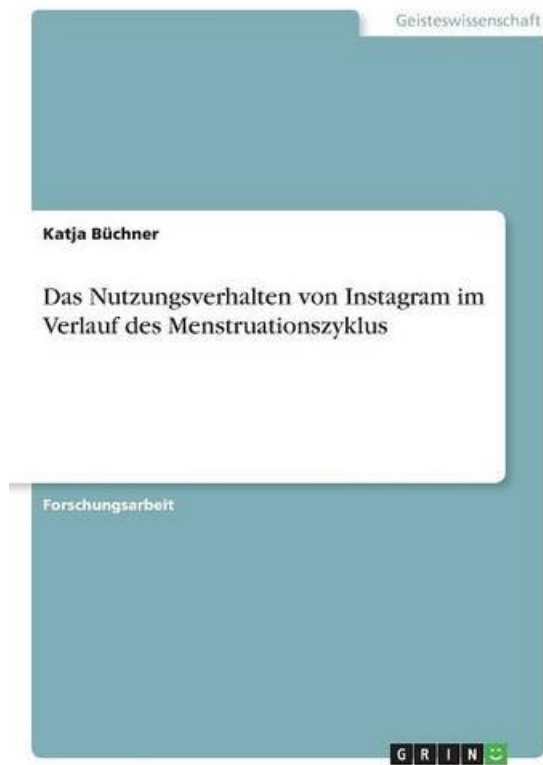 Geisteswissenschaft
Katja Büchner
Das Nutzungsverhalten von Instagram im
Verlauf des Menstruationszyklus
Forschungsarbeit
GRIN